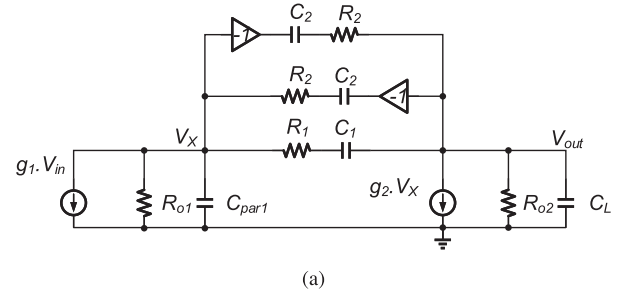 C2 R2
-1
R2 C2
-1
R1 C1
VX Vout
g1.Vin
Ro1 Cpar1 g2.VX Ro2 CL
(a)